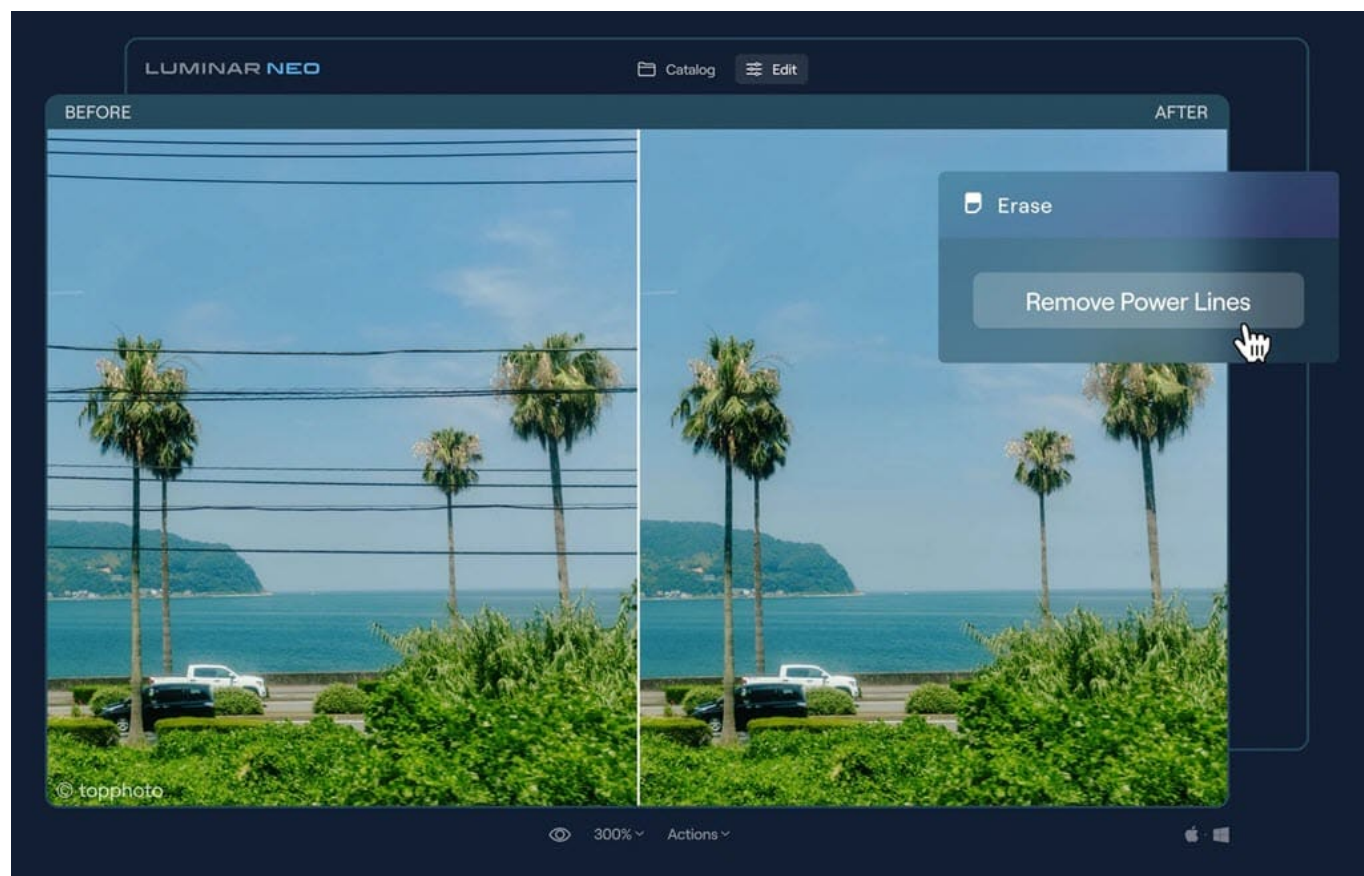 LUMINAR NEO
Catalog
Edit
BEFORE
AFTER
Erase
Remove Power Lines
© topphoto
300%
Actions